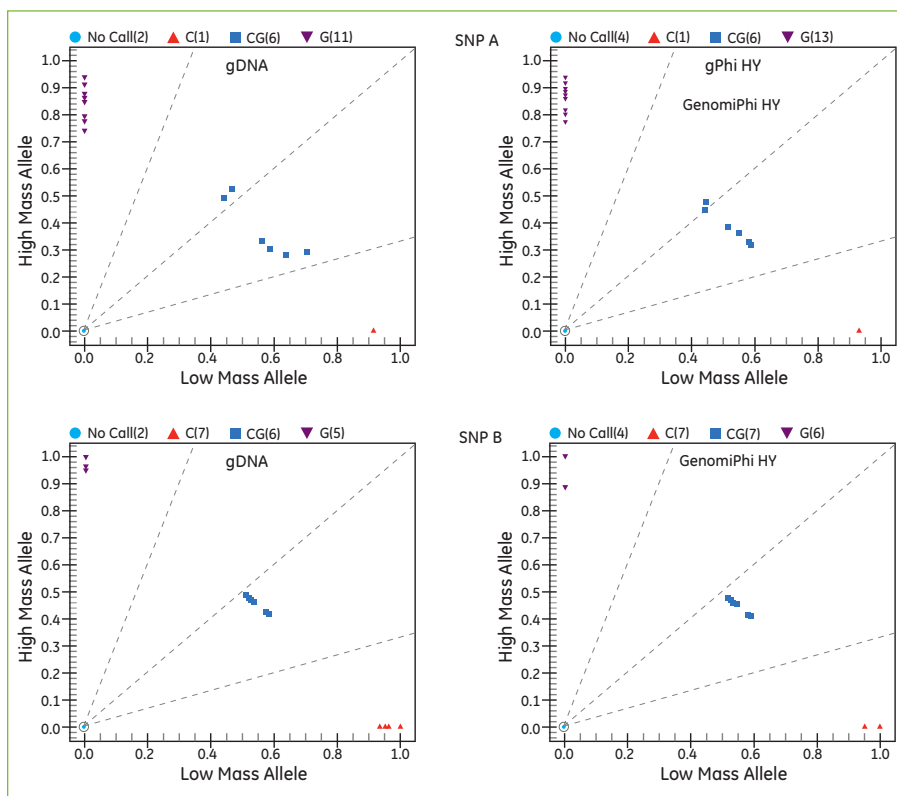 No Call(2) C(1) CG(6) G(11)
SNP A
No Call(4) C(1) CG(6) G(13)
gDNA
High Mass Allele
1.0
0.9
0.8
0.7
0.6
0.5
0.4
0.3
0.2
0.1
0.0
0.0 0.2 0.4 0.6 0.8 1.0
Low Mass Allele
gPhi HY
GenomiPhi HY
High Mass Allele
1.0
0.9
0.8
0.7
0.6
0.5
0.4
0.3
0.2
0.1
0.0
0.0 0.2 0.4 0.6 0.8 1.0
Low Mass Allele
No Call(2) C(7) CG(6) G(5)
SNP B
No Call(4) C(7) CG(7) G(6)
gDNA
High Mass Allele
1.0
0.9
0.8
0.7
0.6
0.5
0.4
0.3
0.2
0.1
0.0
0.0 0.2 0.4 0.6 0.8 1.0
Low Mass Allele
GenomiPhi HY
High Mass Allele
1.0
0.9
0.8
0.7
0.6
0.5
0.4
0.3
0.2
0.1
0.0
0.0 0.2 0.4 0.6 0.8 1.0
Low Mass Allele